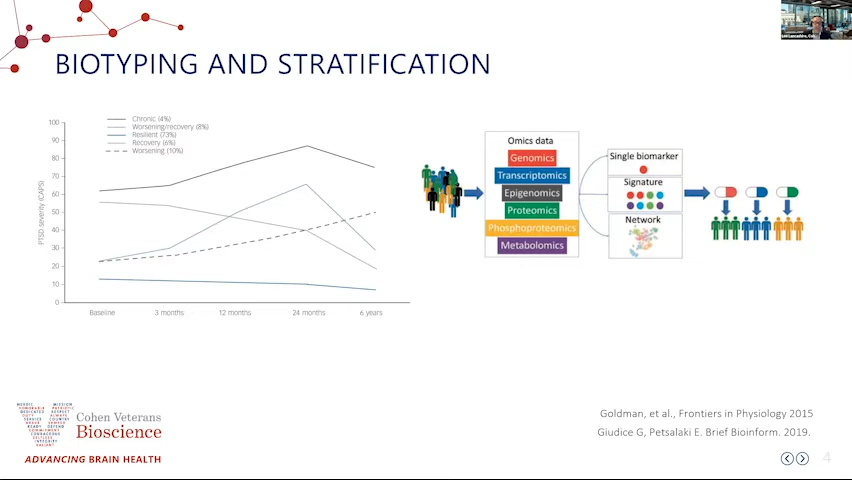 BIOTYPING AND STRATIFICATION
Chronic (4%)
Worsening/recovery (8%)
Resilient (73%)
Recovery (6%)
Worsening (10%)
PTSD severity (CAPS)
100
90
80
70
60
50
40
30
20
10
0
Baseline
3 months
12 months
24 months
6 years
Omics data
Genomics
Transcriptomics
Epigenomics
Proteomics
Phosphoproteomics
Metabolomics
Single biomarker
Signature
Network
Cohen Veterans
Bioscience
ADVANCING BRAIN HEALTH
Goldman, et al., Frontiers in Physiology 2015
Giudice G, Petsalaki E. Brief Bioinform. 2019.
4